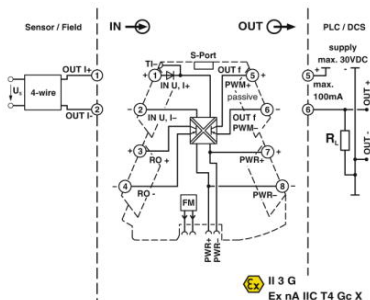 Sensor / Field IN OUT PLC / DCS
S-Port
supply
max. 30VDC
TI–
OUT I+ 1 1 OUT f 5 5 + –
IN U, I+ PWM+ max. 100mA
passive
Us 4-wire
OUT I- 2 2 OUT f 6 6 OUT +
IN U, I– PWM–
3 RO + 7 PWR+
RL
OUT -
4 RO - 8 PWR–
FM
PWR+
PWR–
Ex II 3 G
Ex nA IIC T4 Gc X